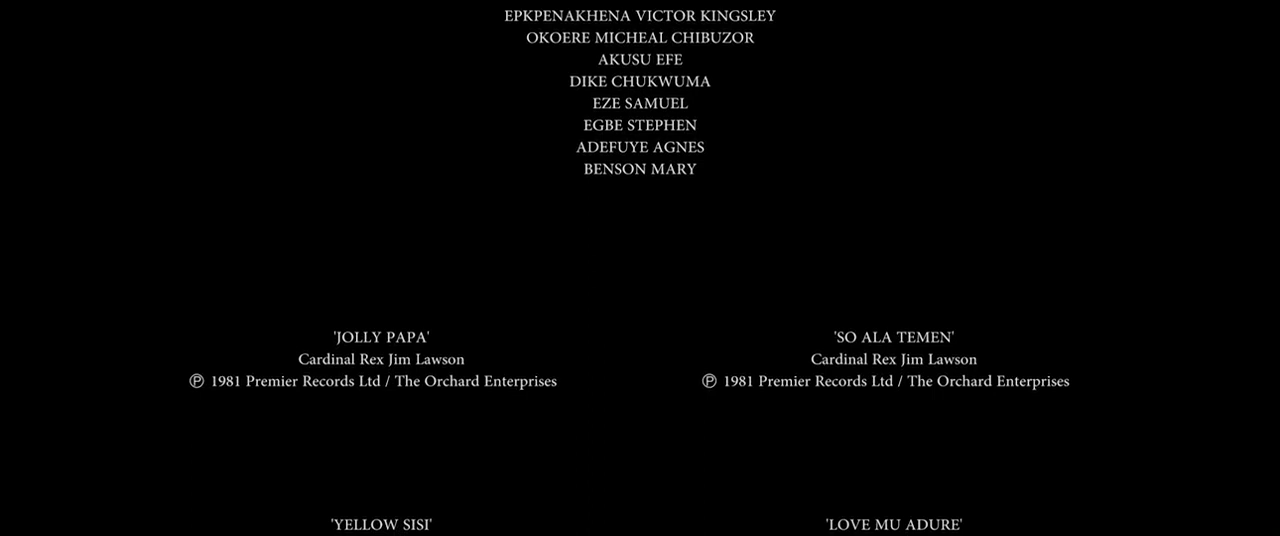 EPKPENAKHENA VICTOR KINGSLEY
OKOERE MICHEAL CHIBUZOR
AKUSU EFE
DIKE CHUKWUMA
EZE SAMUEL
EGBE STEPHEN
ADEFUYE AGNES
BENSON MARY
'JOLLY PAPA'
Cardinal Rex Jim Lawson
℗ 1981 Premier Records Ltd / The Orchard Enterprises
'SO ALA TEMEN'
Cardinal Rex Jim Lawson
℗ 1981 Premier Records Ltd / The Orchard Enterprises
'YELLOW SISI'
'LOVE MU ADURE'